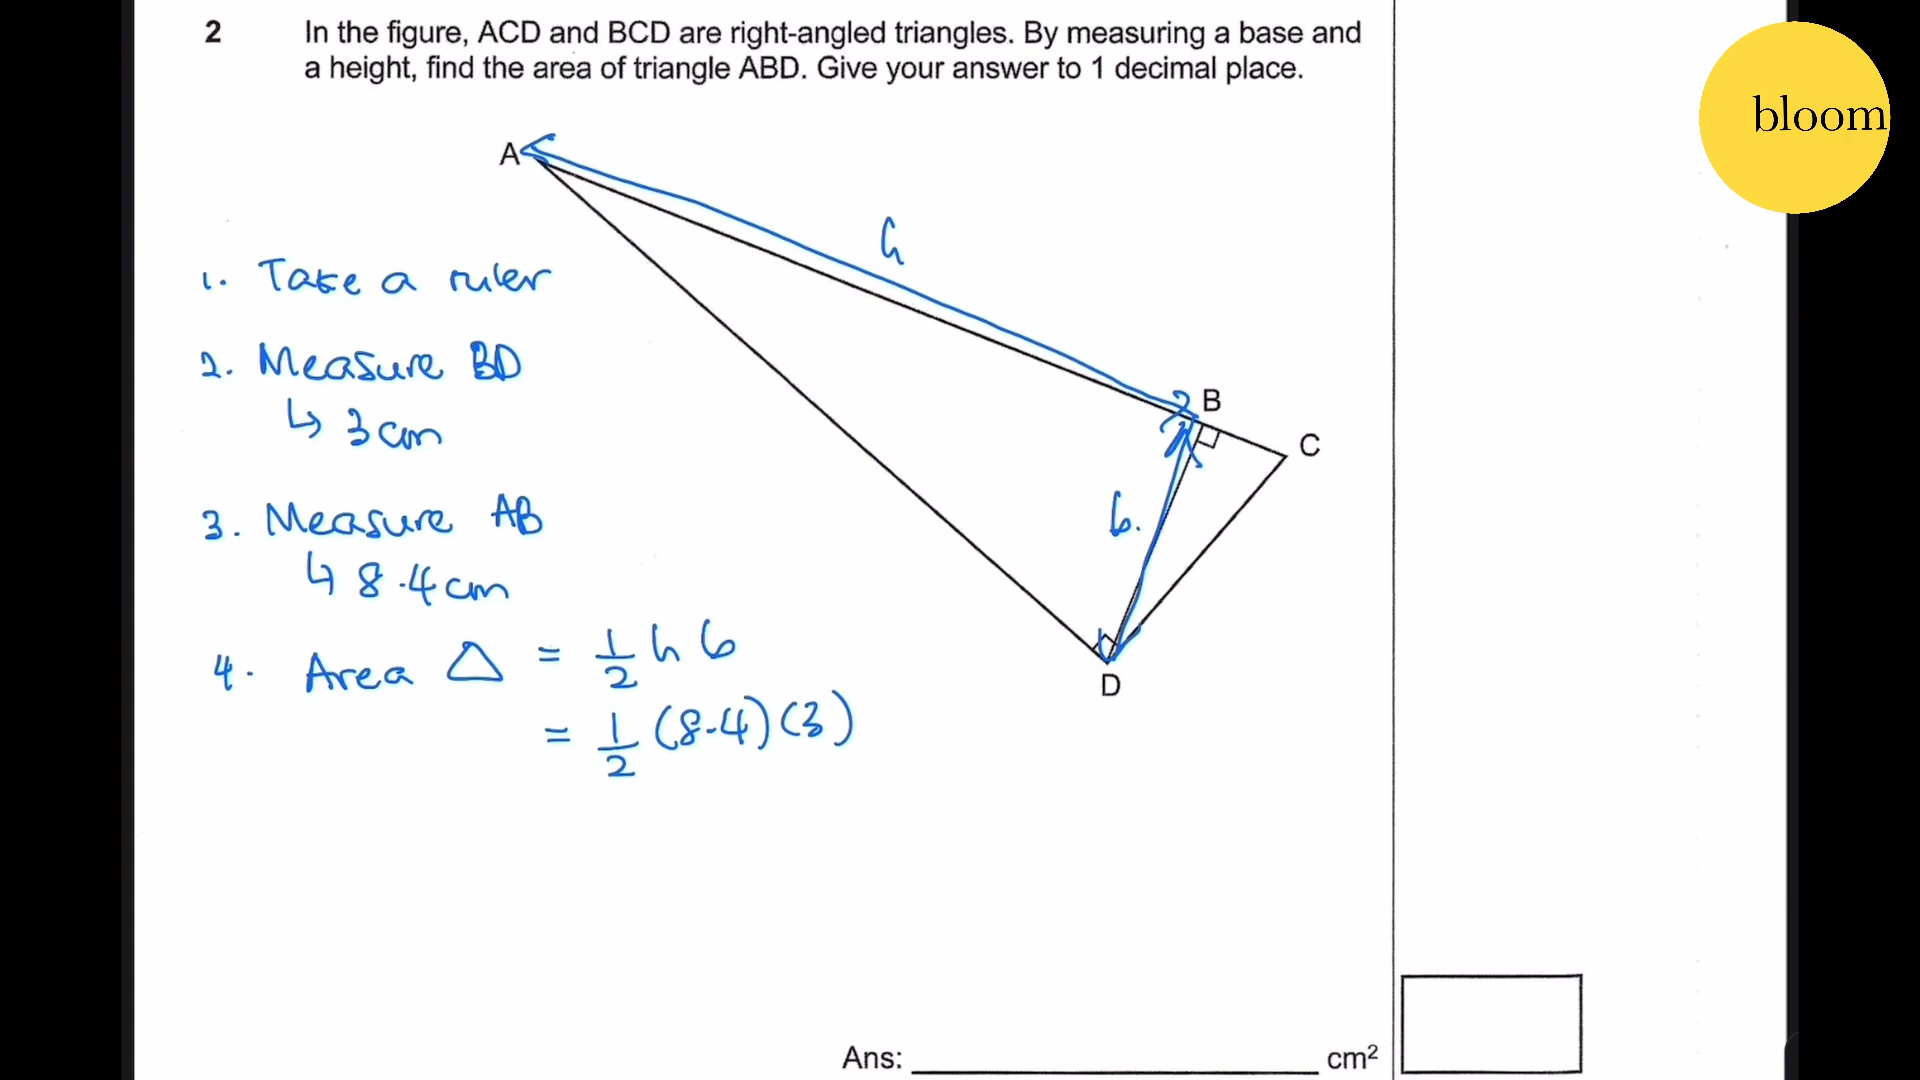 2 In the figure, ACD and BCD are right-angled triangles. By measuring a base and
a height, find the area of triangle ABD. Give your answer to 1 decimal place.
bloom
A
h
1. Take a ruler
2. Measure BD
↳ 3cm
B
C
b.
3. Measure AB
↳ 8.4cm
D
4. Area △ = 1/2 h b
= 1/2 (8.4)(3)
Ans: ____________ cm²